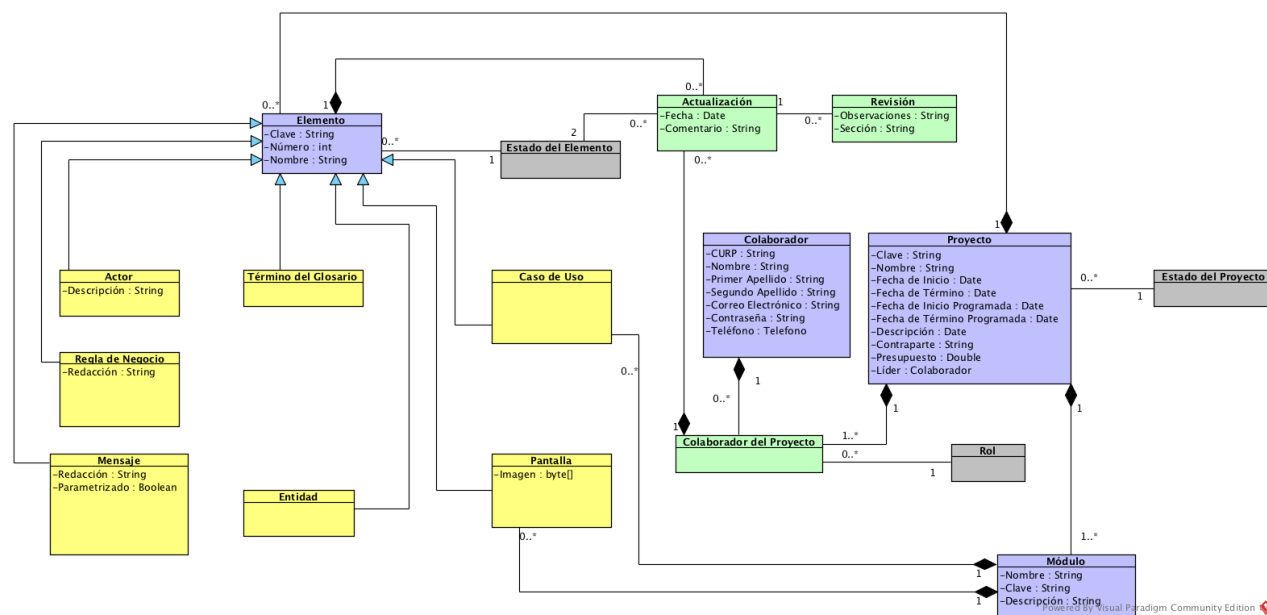 0..*
1
Elemento
-Clave : String
-Número : int
-Nombre : String
0..*
1
Estado del Elemento
2
0..*
0..*
Actualización
-Fecha : Date
-Comentario : String
0..*
1
0..*
Revisión
-Observaciones : String
-Sección : String
1
Colaborador
-CURP : String
-Nombre : String
-Primer Apellido : String
-Segundo Apellido : String
-Correo Electrónico : String
-Contraseña : String
-Teléfono : Telefono
1
0..*
Proyecto
-Clave : String
-Nombre : String
-Fecha de Inicio : Date
-Fecha de Término : Date
-Fecha de Inicio Programada : Date
-Fecha de Término Programada : Date
-Descripción : Date
-Contraparte : String
-Presupuesto : Double
-Líder : Colaborador
0..*
1
Estado del Proyecto
1
1
Actor
-Descripción : String
Término del Glosario
Caso de Uso
0..*
Regla de Negocio
-Redacción : String
1
Colaborador del Proyecto
1..*
0..*
1
Rol
Mensaje
-Redacción : String
-Parametrizado : Boolean
Entidad
Pantalla
-Imagen : byte[]
0..*
1..*
1
1
Módulo
-Nombre : String
-Clave : String
-Descripción : String
Powered By Visual Paradigm Community Edition